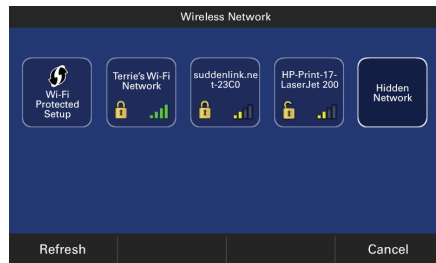 Wireless Network
Wi-Fi
Protected
Setup
Terrie's Wi-Fi
Network
suddenlink.ne
t-23C0
HP-Print-17-
LaserJet 200
Hidden
Network
Refresh
Cancel